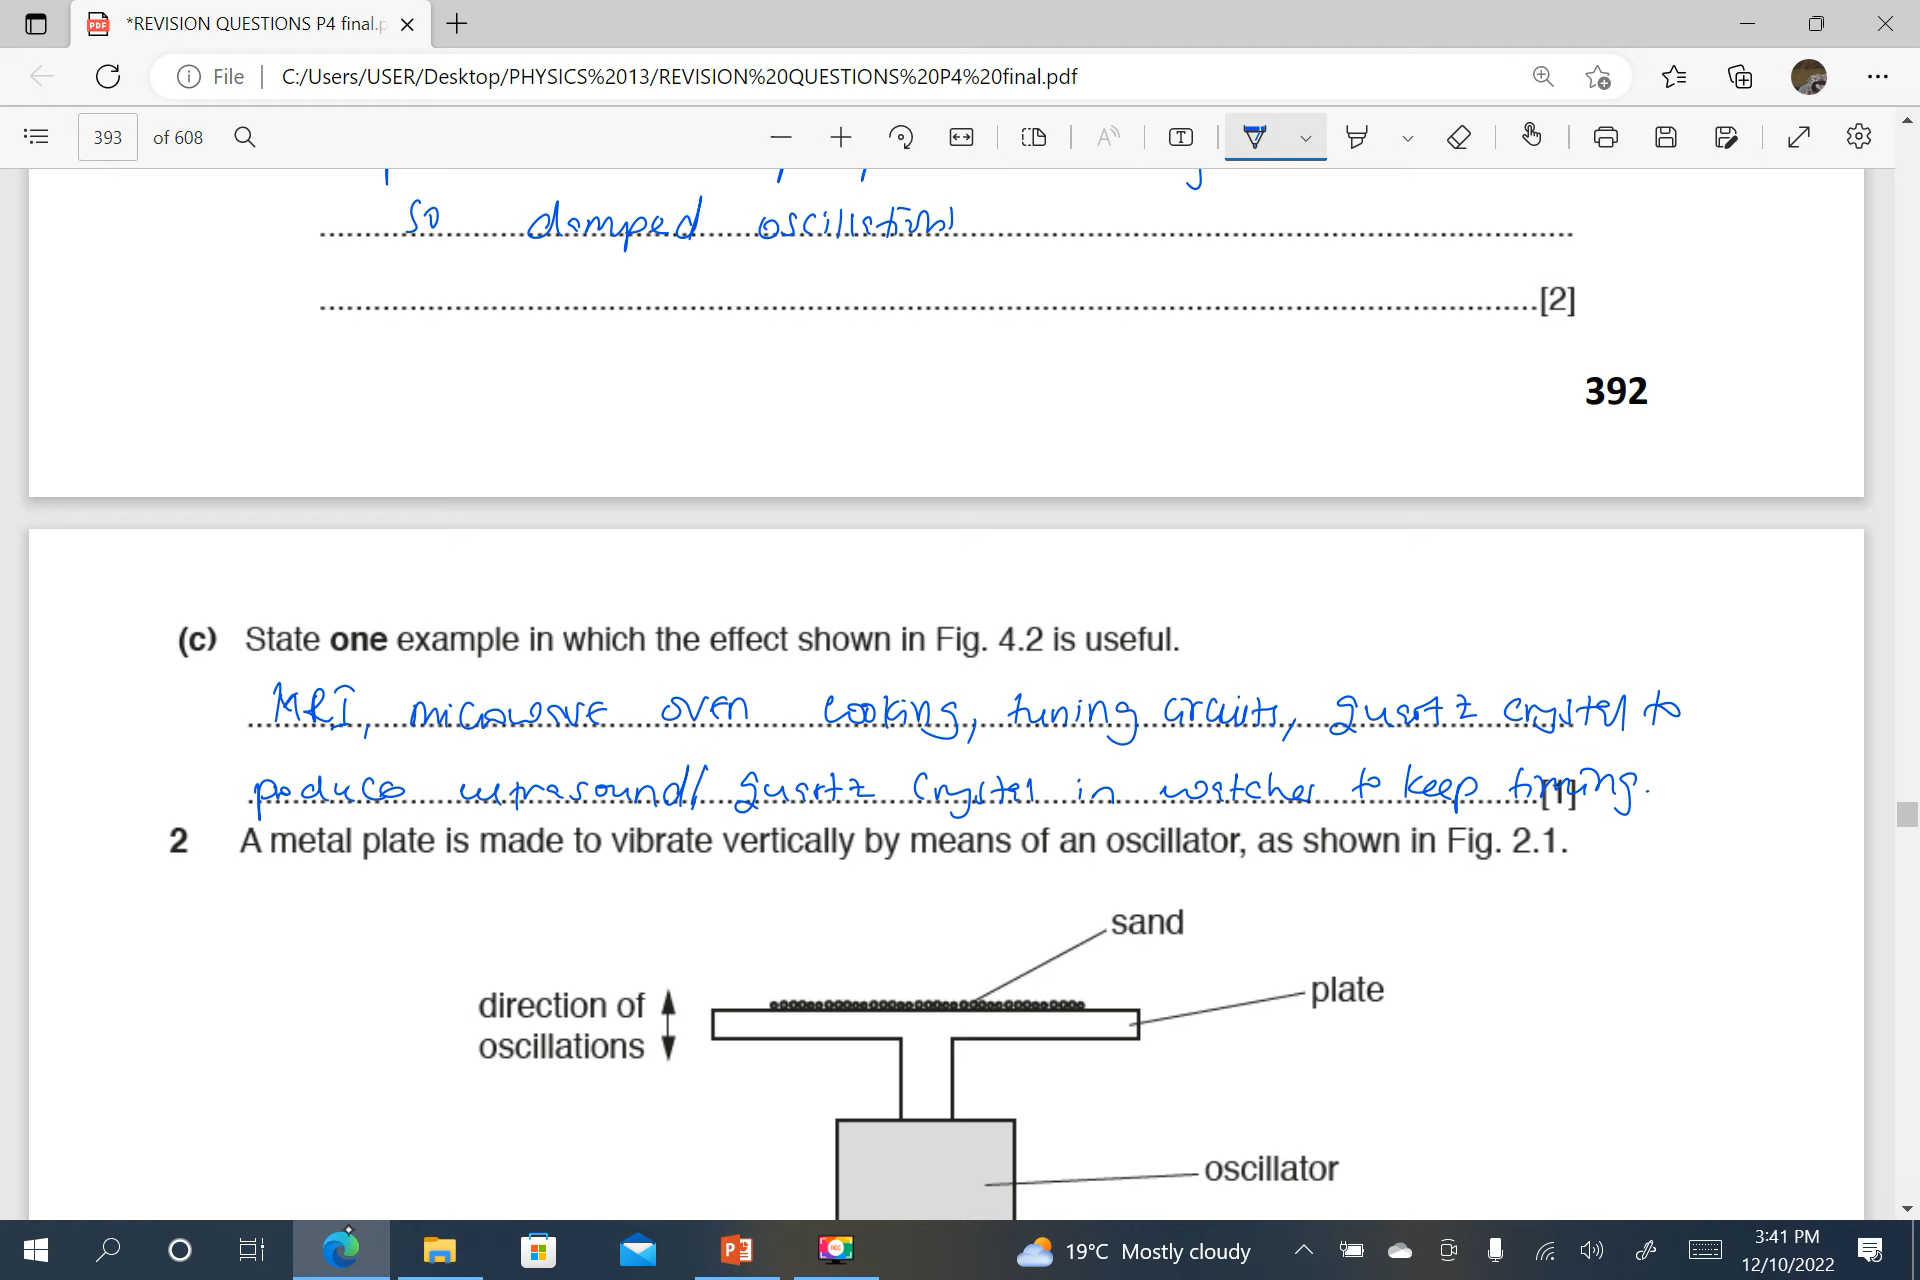 *REVISION QUESTIONS P4 final.p
File
C:/Users/USER/Desktop/PHYSICS%2013/REVISION%20QUESTIONS%20P4%20final.pdf
393 of 608
so damped oscillations
[2]
392
(c) State one example in which the effect shown in Fig. 4.2 is useful.
MRI, microwave oven cooking, tuning circuits, quartz crystal to
produce ultrasound/ quartz crystal in watches to keep timing. [1]
2 A metal plate is made to vibrate vertically by means of an oscillator, as shown in Fig. 2.1.
sand
plate
direction of
oscillations
oscillator
19°C Mostly cloudy
3:41 PM
12/10/2022